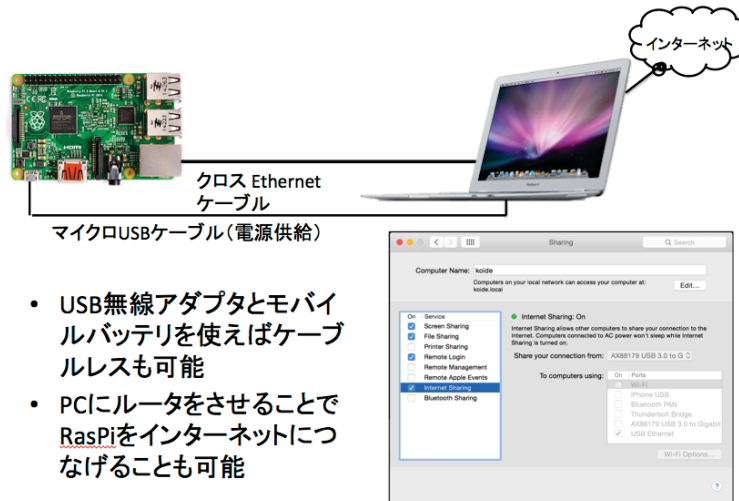 インターネット
クロス Ethernet
ケーブル
マイクロUSBケーブル（電源供給）
• USB無線アダプタとモバイ
ルバッテリを使えばケーブ
ルレスも可能
• PCにルータをさせることで
RasPiをインターネットにつ
なげることも可能
Sharing
Search
Computer Name: koide
Computers on your local network can access your computer at:
koide.local
Edit...
On Service
Screen Sharing
File Sharing
Printer Sharing
Remote Login
Remote Management
Remote Apple Events
Internet Sharing
Bluetooth Sharing
Internet Sharing: On
Internet Sharing allows other computers to share your connection to the
Internet. Computers connected to AC power won't sleep while Internet
Sharing is turned on.
Share your connection from: AX88179 USB 3.0 to G
To computers using:
On Ports
Wi-Fi
iPhone USB
Bluetooth PAN
Thunderbolt Bridge
AX88179 USB 3.0 to Gigabit
USB Ethernet
Wi-Fi Options...
?
HDMI